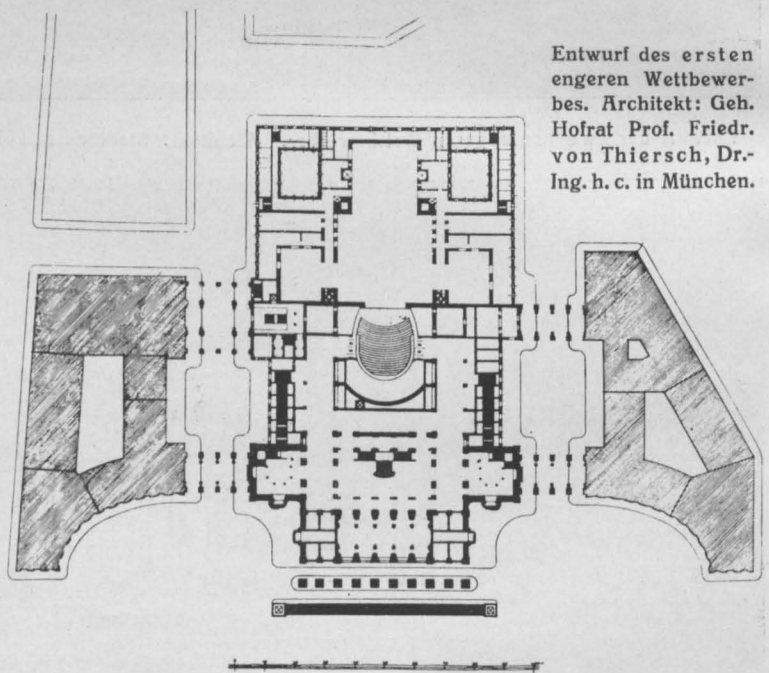 Entwurf des ersten
engeren Wettbewer-
bes. Architekt: Geh.
Hofrat Prof. Friedr.
von Thiersch, Dr.-
Ing. h. c. in München.